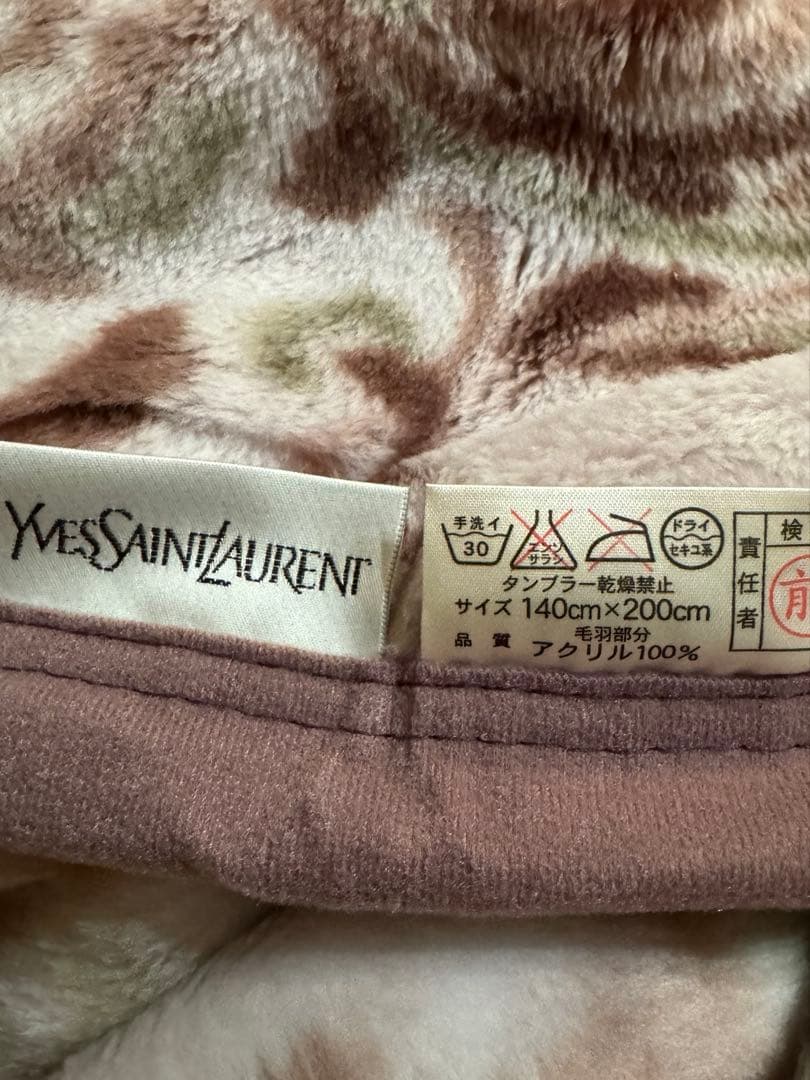 YVESSAINTLAURENT
手洗イ
30
エンソ
サラシ
ドライ
セキユ系
タンブラー乾燥禁止
サイズ 140cm×200cm
毛羽部分
品 質 アクリル100%
責任者
検